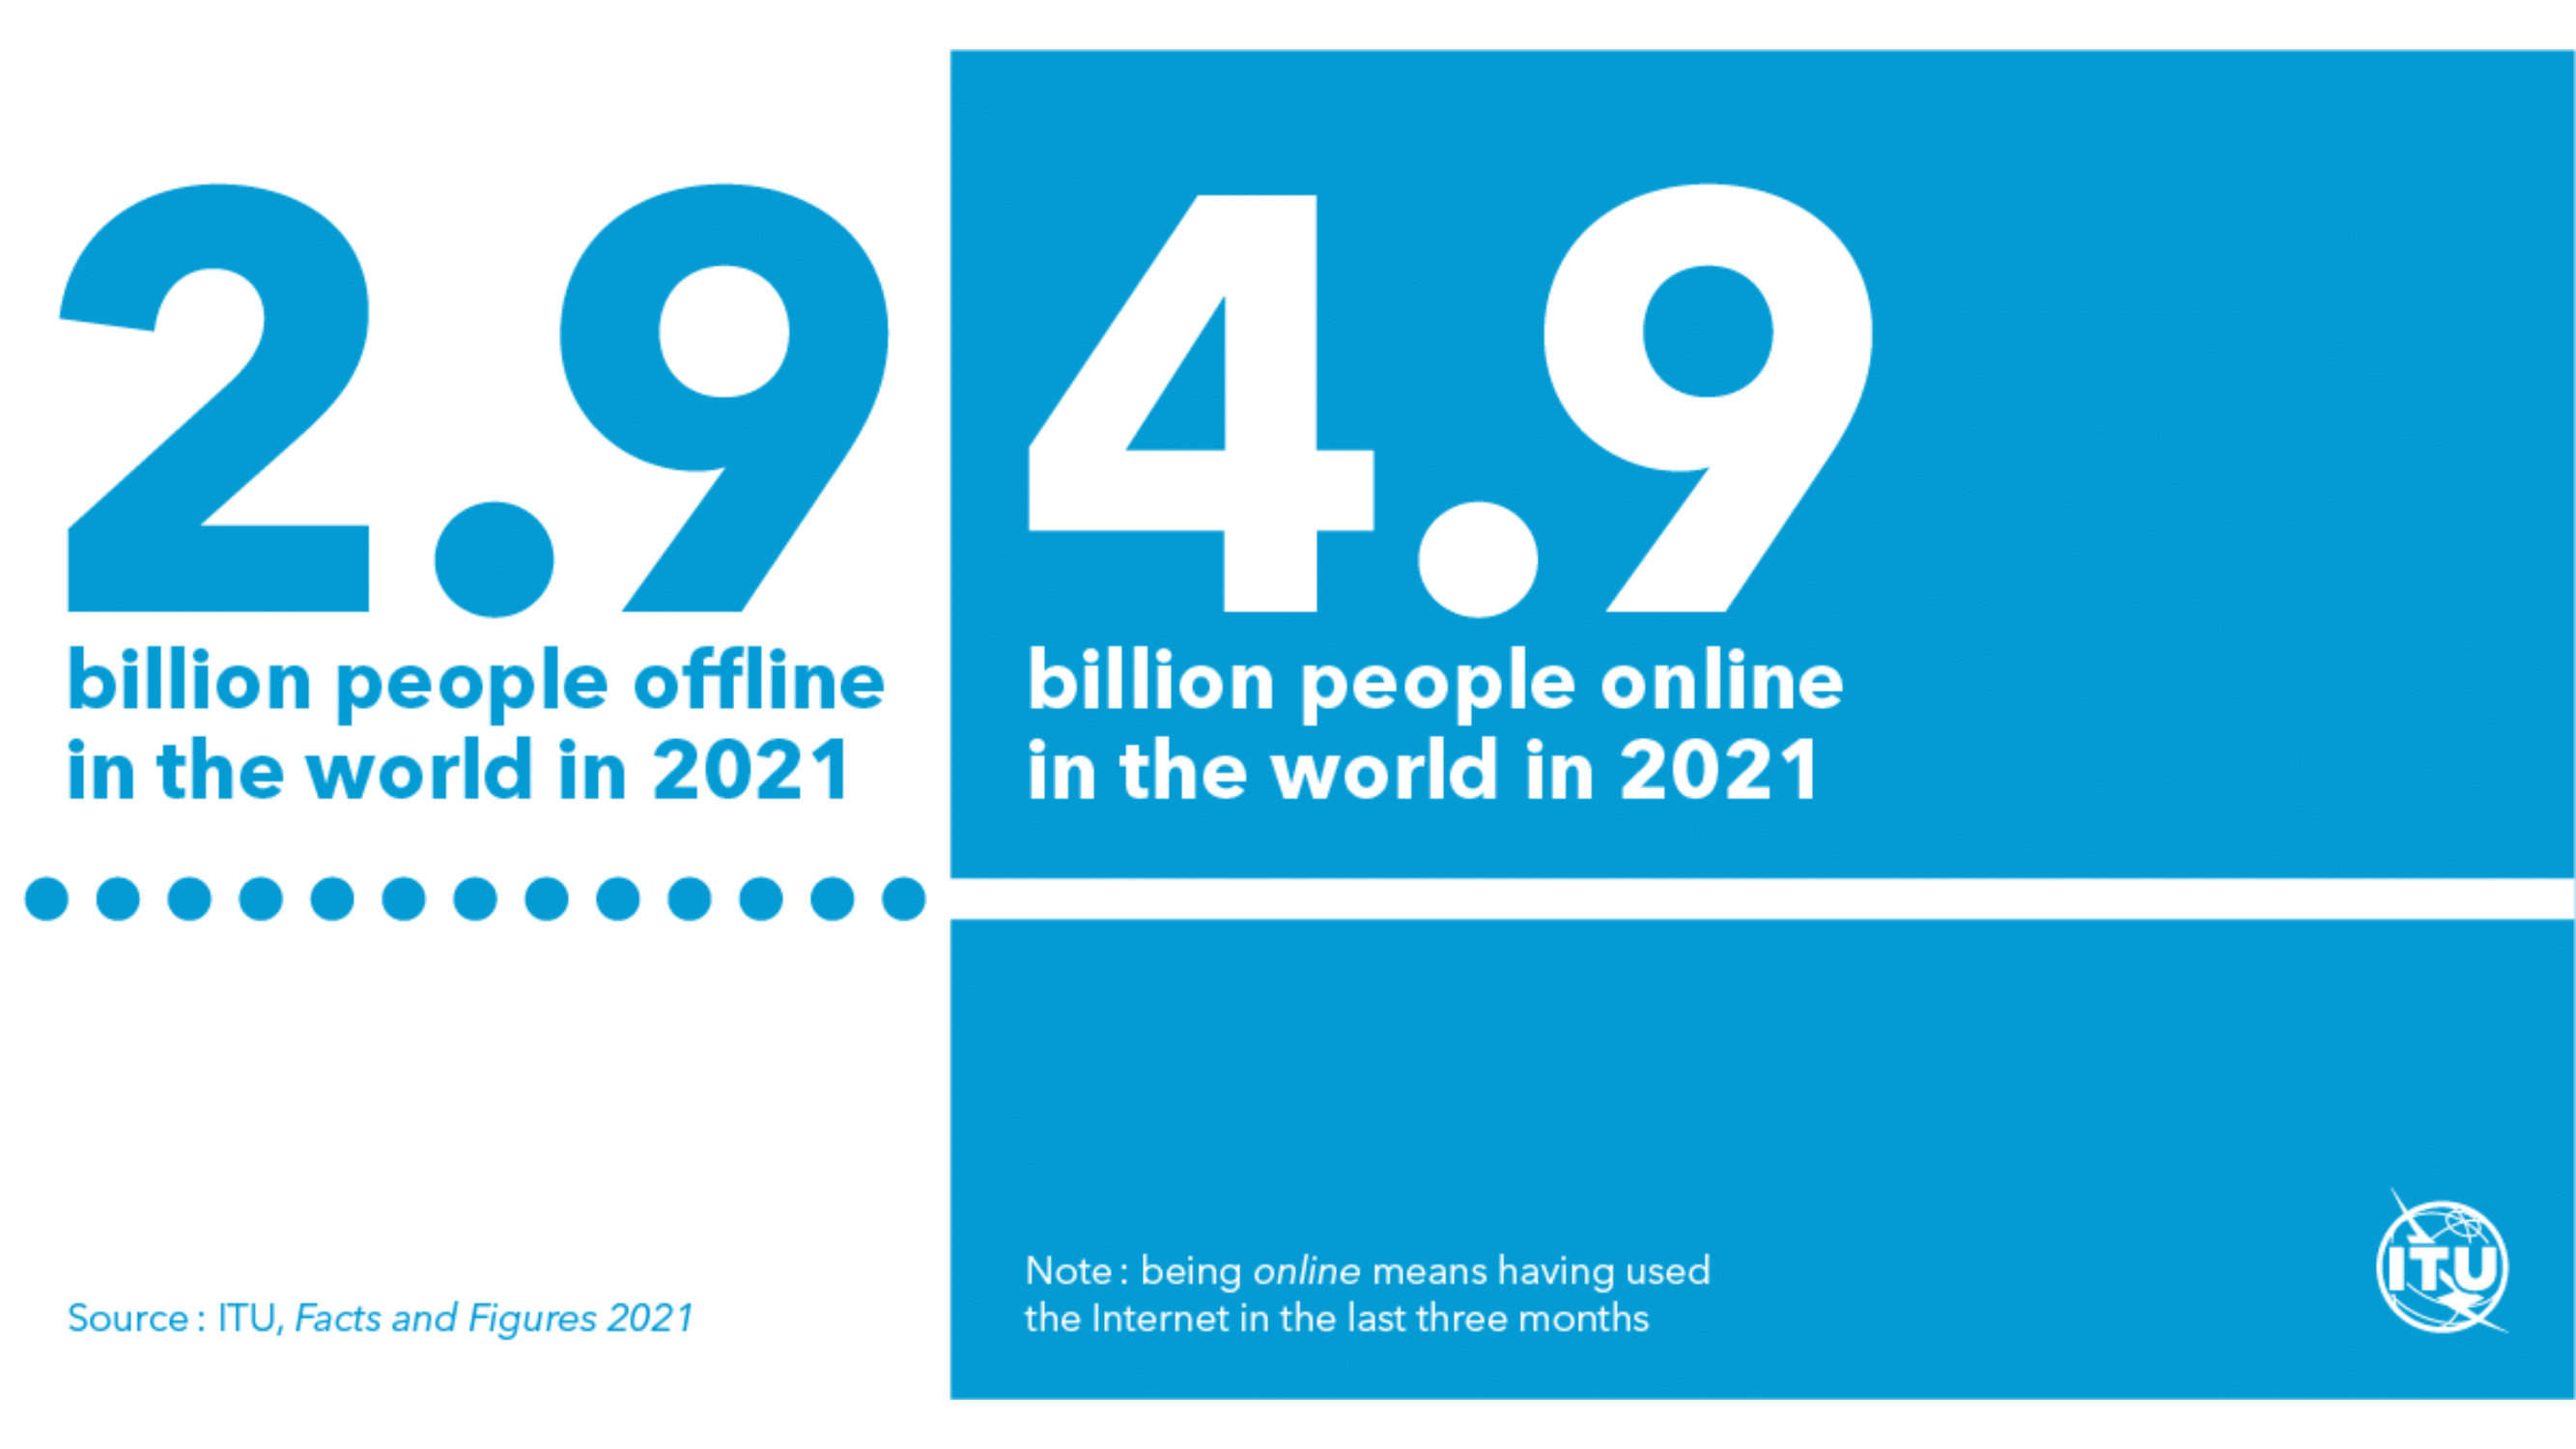 2.9
billion people offline
in the world in 2021
4.9
billion people online
in the world in 2021
Source : ITU, Facts and Figures 2021
Note : being online means having used
the Internet in the last three months
ITU